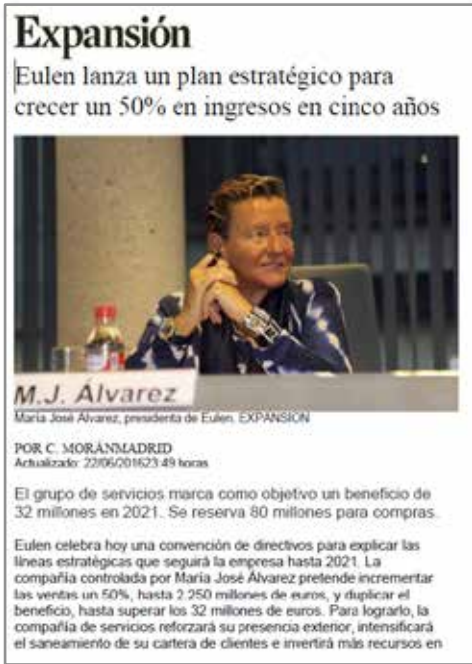 Expansión
Eulen lanza un plan estratégico para
crecer un 50% en ingresos en cinco años
M.J. Álvarez
María José Álvarez, presidenta de Eulen. EXPANSION
POR C. MORÁNMADRID
Actualizado: 22/06/201623:49 horas
El grupo de servicios marca como objetivo un beneficio de
32 millones en 2021. Se reserva 80 millones para compras.
Eulen celebra hoy una convención de directivos para explicar las
líneas estratégicas que seguirá la empresa hasta 2021. La
compañía controlada por María José Álvarez pretende incrementar
las ventas un 50%, hasta 2.250 millones de euros, y duplicar el
beneficio, hasta superar los 32 millones de euros. Para lograrlo, la
compañía de servicios reforzará su presencia exterior, intensificará
el saneamiento de su cartera de clientes e invertirá más recursos en